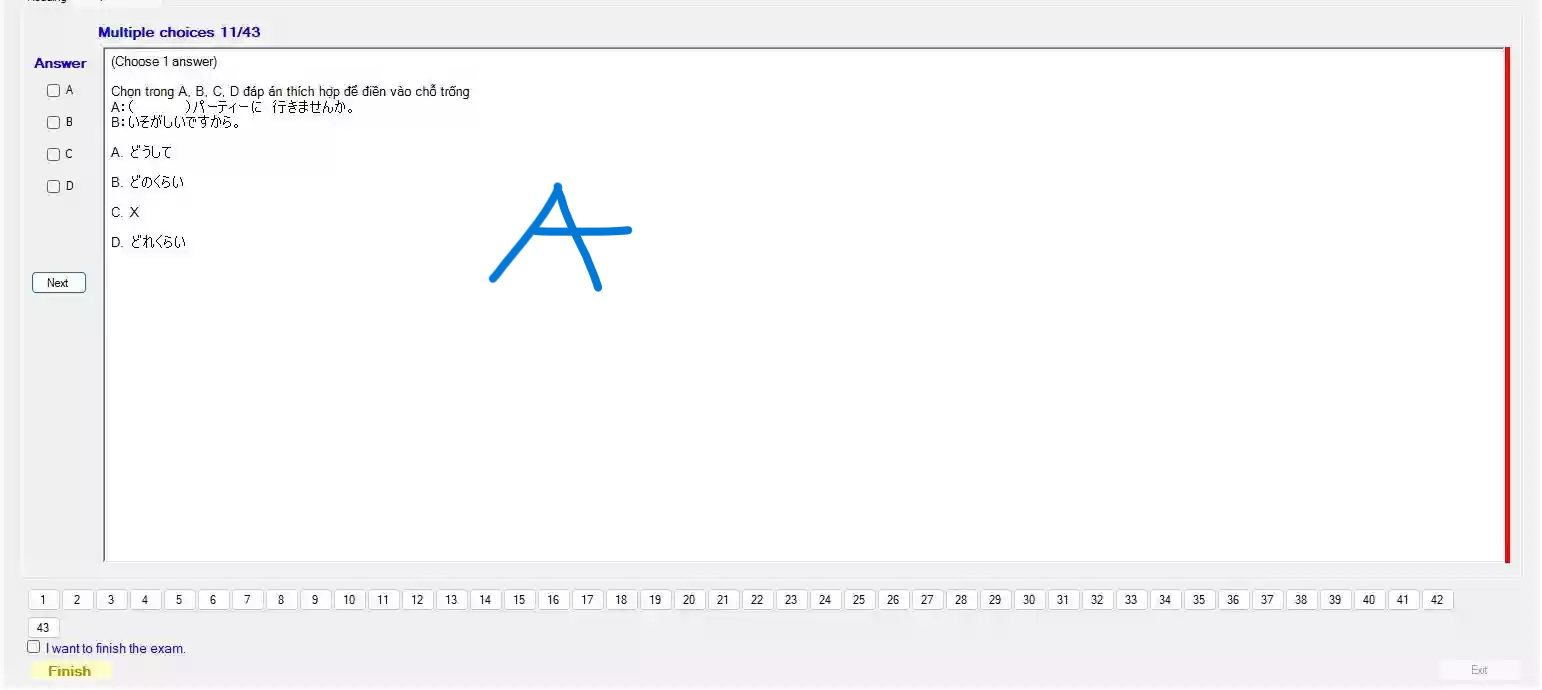 Multiple choices 11/43
Answer
A
B
C
D
Next
(Choose 1 answer)
Chọn trong A, B, C, D đáp án thích hợp để điền vào chỗ trống
A：（　　　）パーティーに　行きませんか。
B：いそがしいですから。
A. どうして
B. どのくらい
C. X
D. どれくらい
A
1 2 3 4 5 6 7 8 9 10 11 12 13 14 15 16 17 18 19 20 21 22 23 24 25 26 27 28 29 30 31 32 33 34 35 36 37 38 39 40 41 42
43
I want to finish the exam.
Finish
Exit